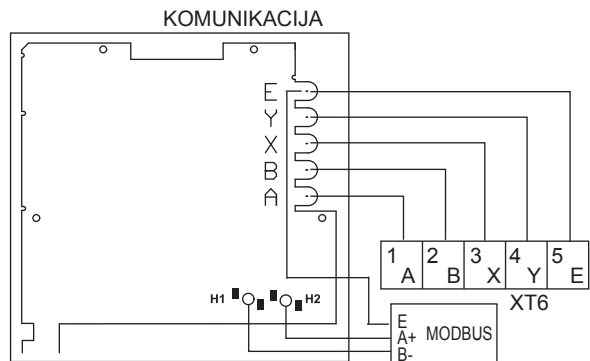 KOMUNIKACIJA
E
Y
X
B
A
1 A 2 B 3 X 4 Y 5 E
XT6
H1 H2
E
A+ MODBUS
B-